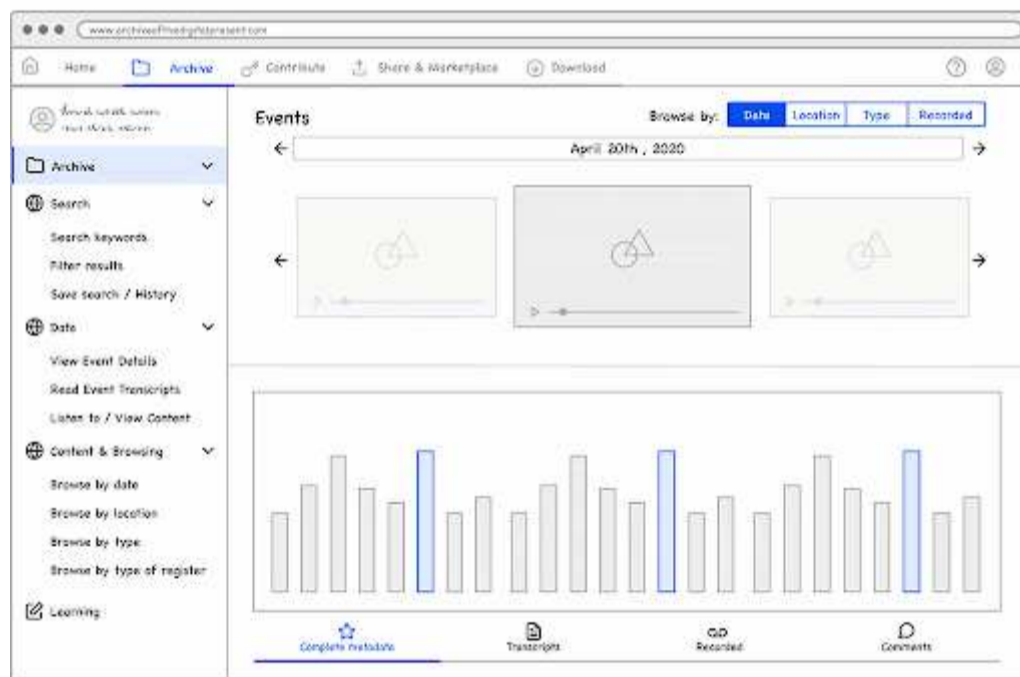 Home
Archive
Contribute
Share & Marketplace
Download
Archive
Search
Search keywords
Filter results
Save search / History
Data
View Event Details
Read Event Transcripts
Listen to / View Content
Content & Browsing
Browse by date
Browse by location
Browse by type
Browse by type of register
Learning
Events
Browse by:
Date
Location
Type
Recorded
April 20th, 2020
Complete metadata
Transcripts
Recorded
Comments